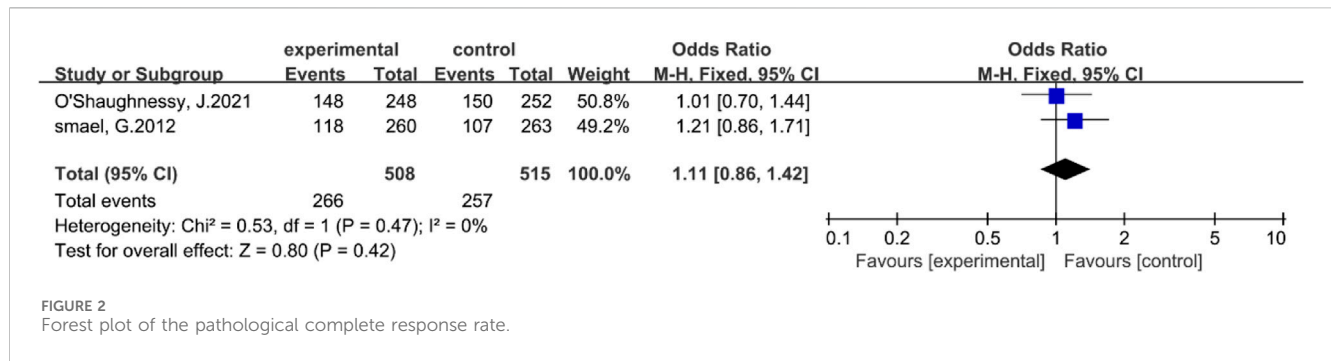 experimental control Odds Ratio Odds Ratio
Study or Subgroup Events Total Events Total Weight M-H, Fixed, 95% CI M-H, Fixed, 95% CI
O'Shaughnessy, J.2021 148 248 150 252 50.8% 1.01 [0.70, 1.44]
smael, G.2012 118 260 107 263 49.2% 1.21 [0.86, 1.71]
Total (95% CI) 508 515 100.0% 1.11 [0.86, 1.42]
Total events 266 257
Heterogeneity: Chi² = 0.53, df = 1 (P = 0.47); I² = 0%
Test for overall effect: Z = 0.80 (P = 0.42)
0.1 0.2 0.5 1 2 5 10
Favours [experimental] Favours [control]
FIGURE 2
Forest plot of the pathological complete response rate.